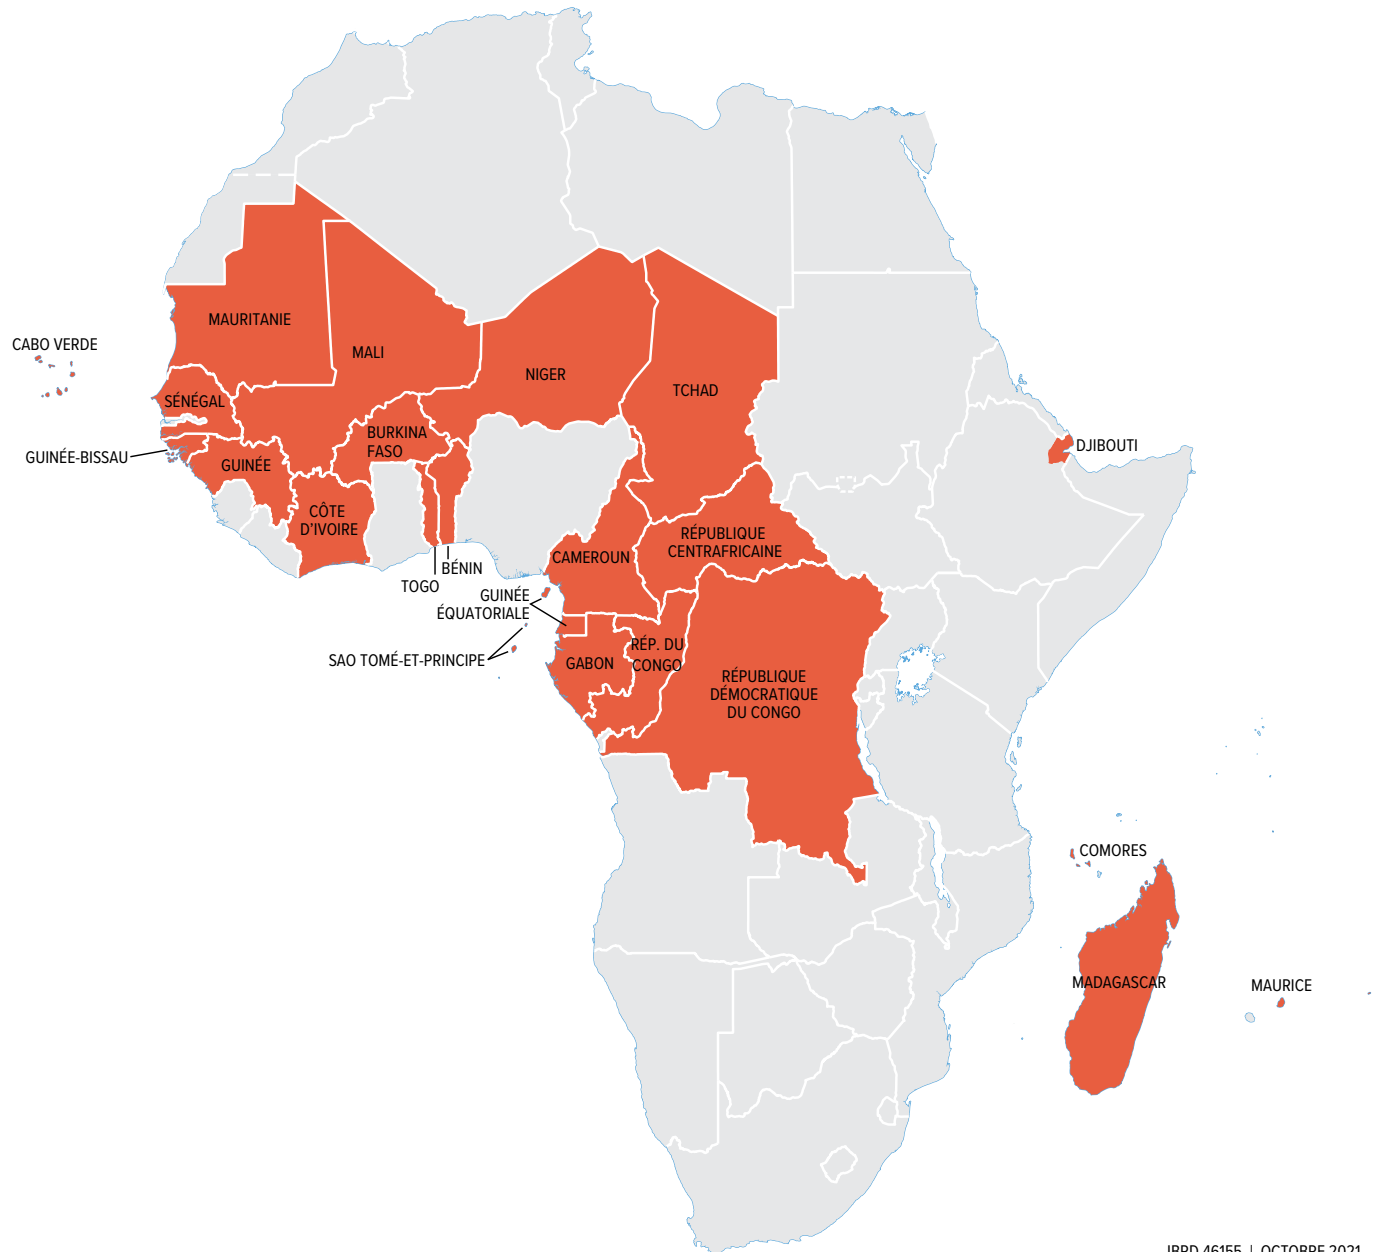 MAURITANIE
CABO VERDE
MALI
NIGER
TCHAD
SÉNÉGAL
BURKINA
FASO
DJIBOUTI
GUINÉE-BISSAU
GUINÉE
CÔTE
D'IVOIRE
RÉPUBLIQUE
CENTRAFRICAINE
CAMEROUN
BÉNIN
TOGO
GUINÉE
ÉQUATORIALE
SAO TOMÉ-ET-PRINCIPE
GABON
RÉP. DU
CONGO
RÉPUBLIQUE
DÉMOCRATIQUE
DU CONGO
COMORES
MADAGASCAR
MAURICE
IBRD 46155 | OCTOBRE 2021